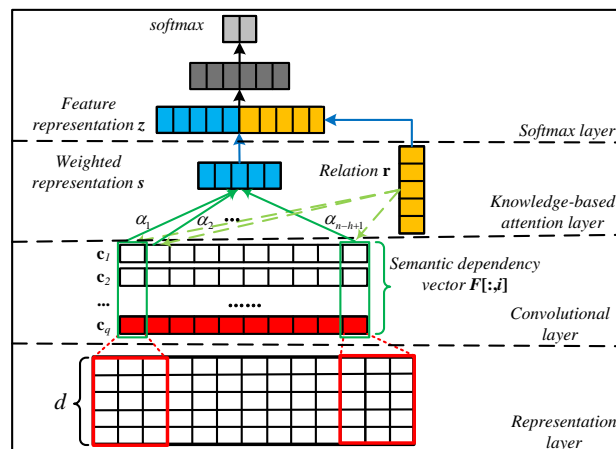 softmax
Feature
representation z
Softmax layer
Weighted
representation s
Relation r
Knowledge-based
attention layer
α1
α2
...
αn−h+1
c1
c2
...
......
cq
Semantic dependency
vector F[:,i]
Convolutional
layer
d
Representation
layer